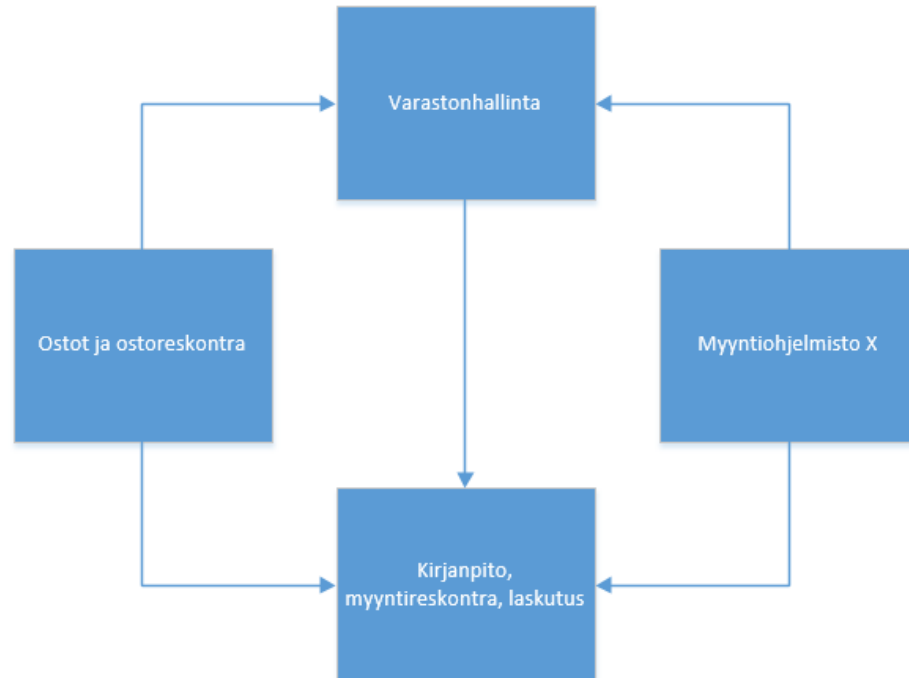 Varastonhallinta
Ostot ja ostoreskontra
Myyntiohjelmisto X
Kirjanpito,
myyntireskontra, laskutus